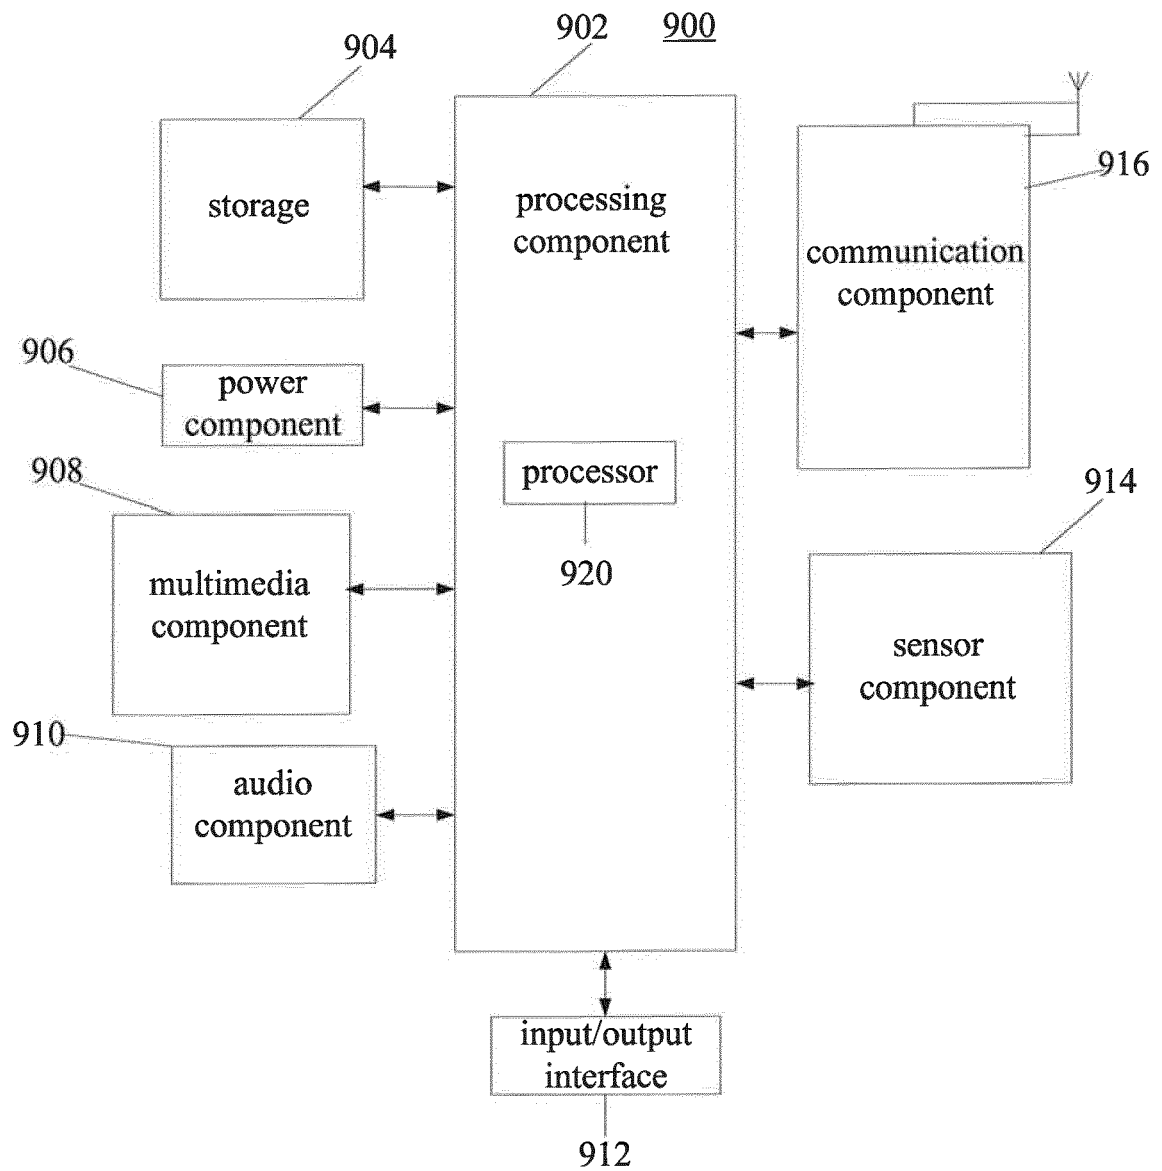 902
900
904
916
storage
processing
component
communication
component
906
power
component
908
processor
914
920
multimedia
component
sensor
component
910
audio
component
input/output
interface
912